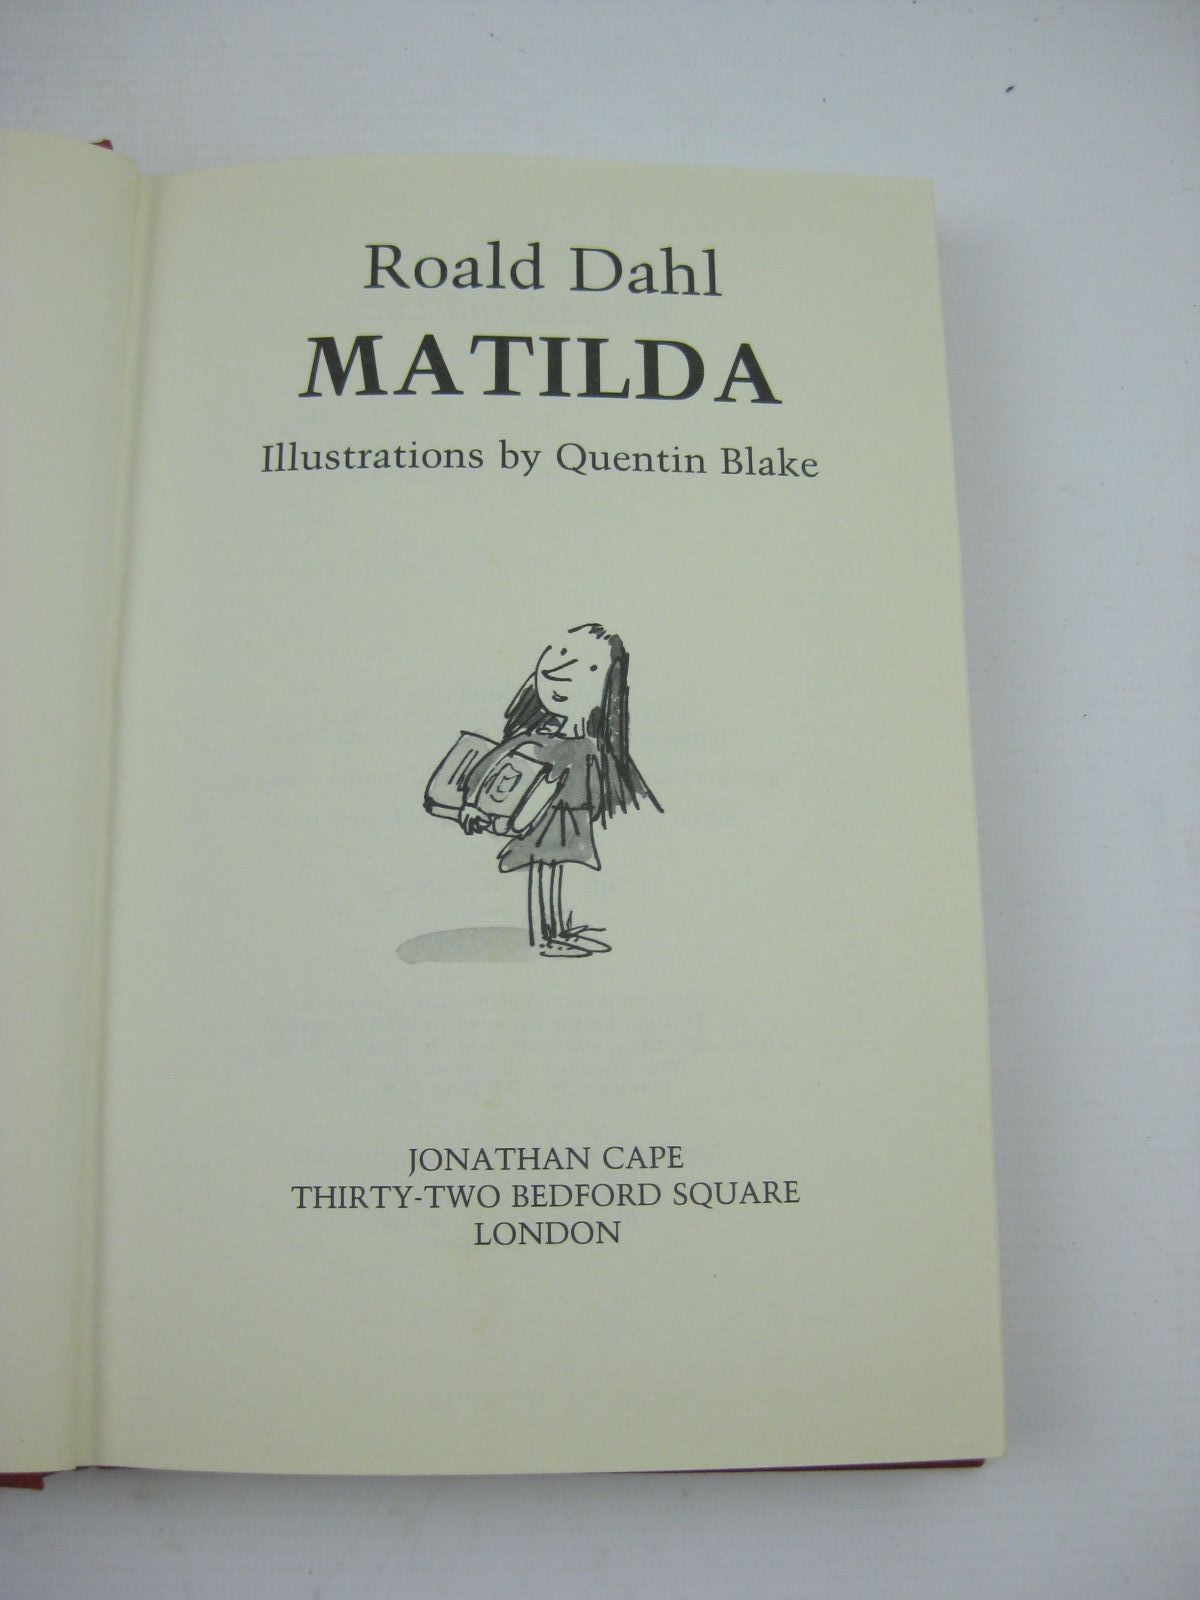 Roald Dahl
MATILDA
Illustrations by Quentin Blake
JONATHAN CAPE
THIRTY-TWO BEDFORD SQUARE
LONDON